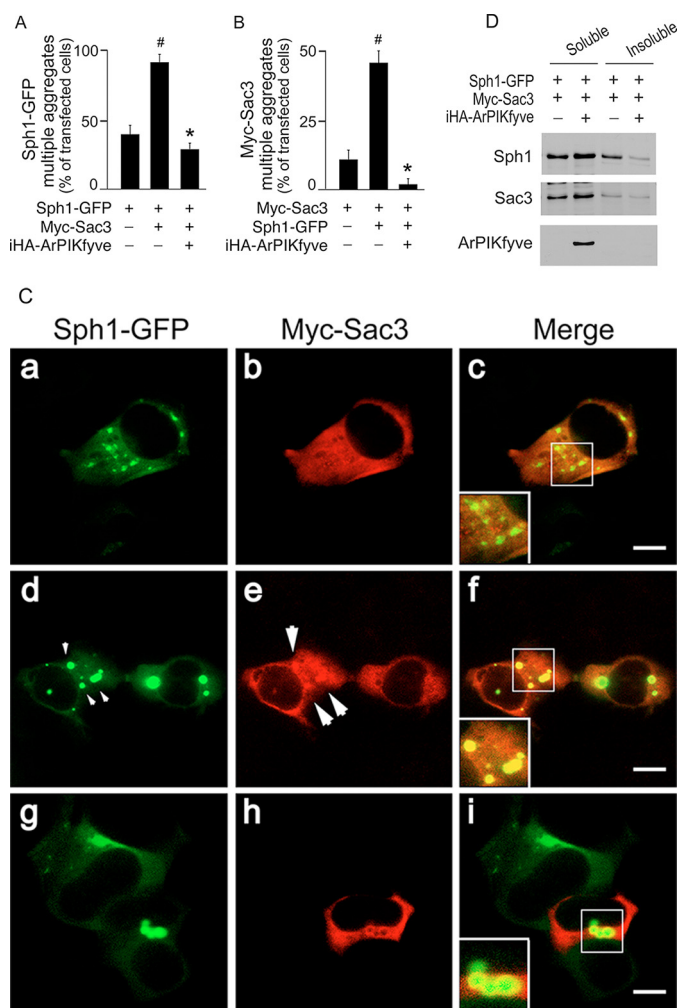 A
Sph1-GFP
multiple aggregates
(% of transfected cells)
100
50
0
#
*
Sph1-GFP + + +
Myc-Sac3 – + +
iHA-ArPIKfyve – – +
B
Myc-Sac3
multiple aggregates
(% of transfected cells)
50
25
0
#
*
Myc-Sac3 + + +
Sph1-GFP – + +
iHA-ArPIKfyve – – +
D
Soluble Insoluble
Sph1-GFP + + + +
Myc-Sac3 + + + +
iHA-ArPIKfyve – + – +
Sph1
Sac3
ArPIKfyve
C
Sph1-GFP Myc-Sac3 Merge
a b c
d e f
g h i